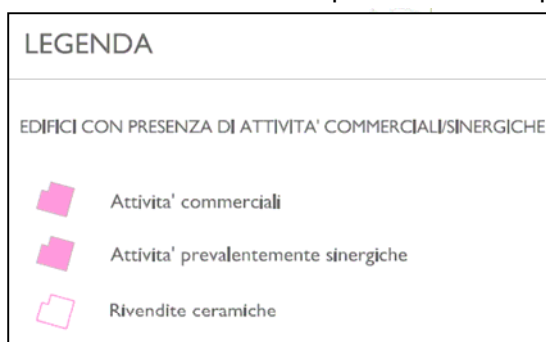 LEGENDA
EDIFICI CON PRESENZA DI ATTIVITA' COMMERCIALI/SINERGICHE
Attivita' commerciali
Attivita' prevalentemente sinergiche
Rivendite ceramiche